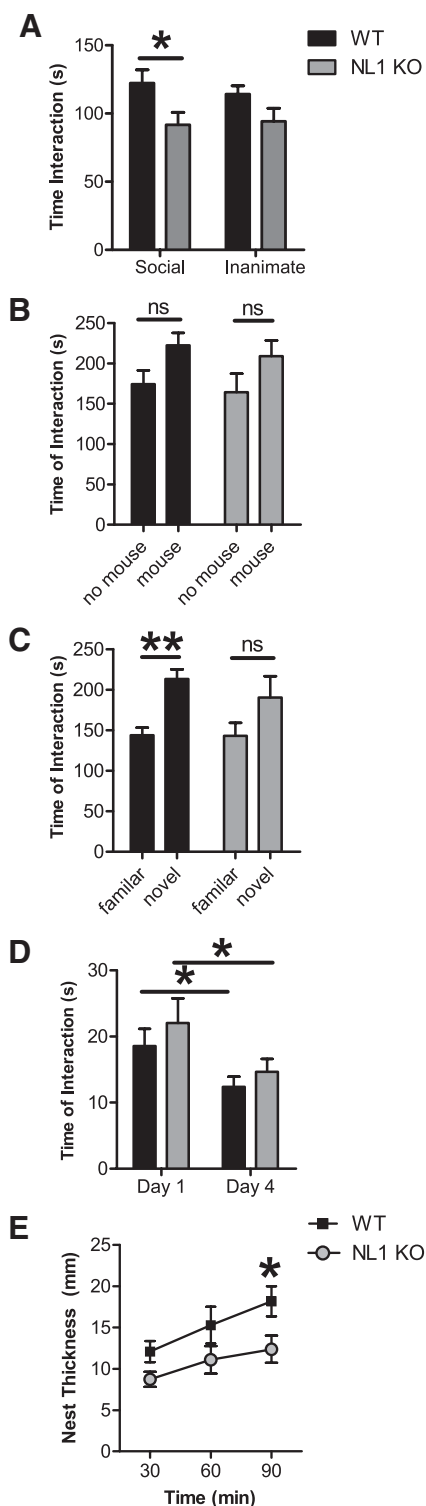 A
WT
NL1 KO
Time Interaction (s)
150
100
50
0
*
Social
Inanimate
B
Time of Interaction (s)
250
200
150
100
50
0
ns
ns
no mouse
mouse
no mouse
mouse
C
Time of Interaction (s)
250
200
150
100
50
0
**
ns
familar
novel
familar
novel
D
Time of Interaction (s)
30
20
10
0
*
*
Day 1
Day 4
E
WT
NL1 KO
Nest Thickness (mm)
25
20
15
10
5
0
*
30
60
90
Time (min)